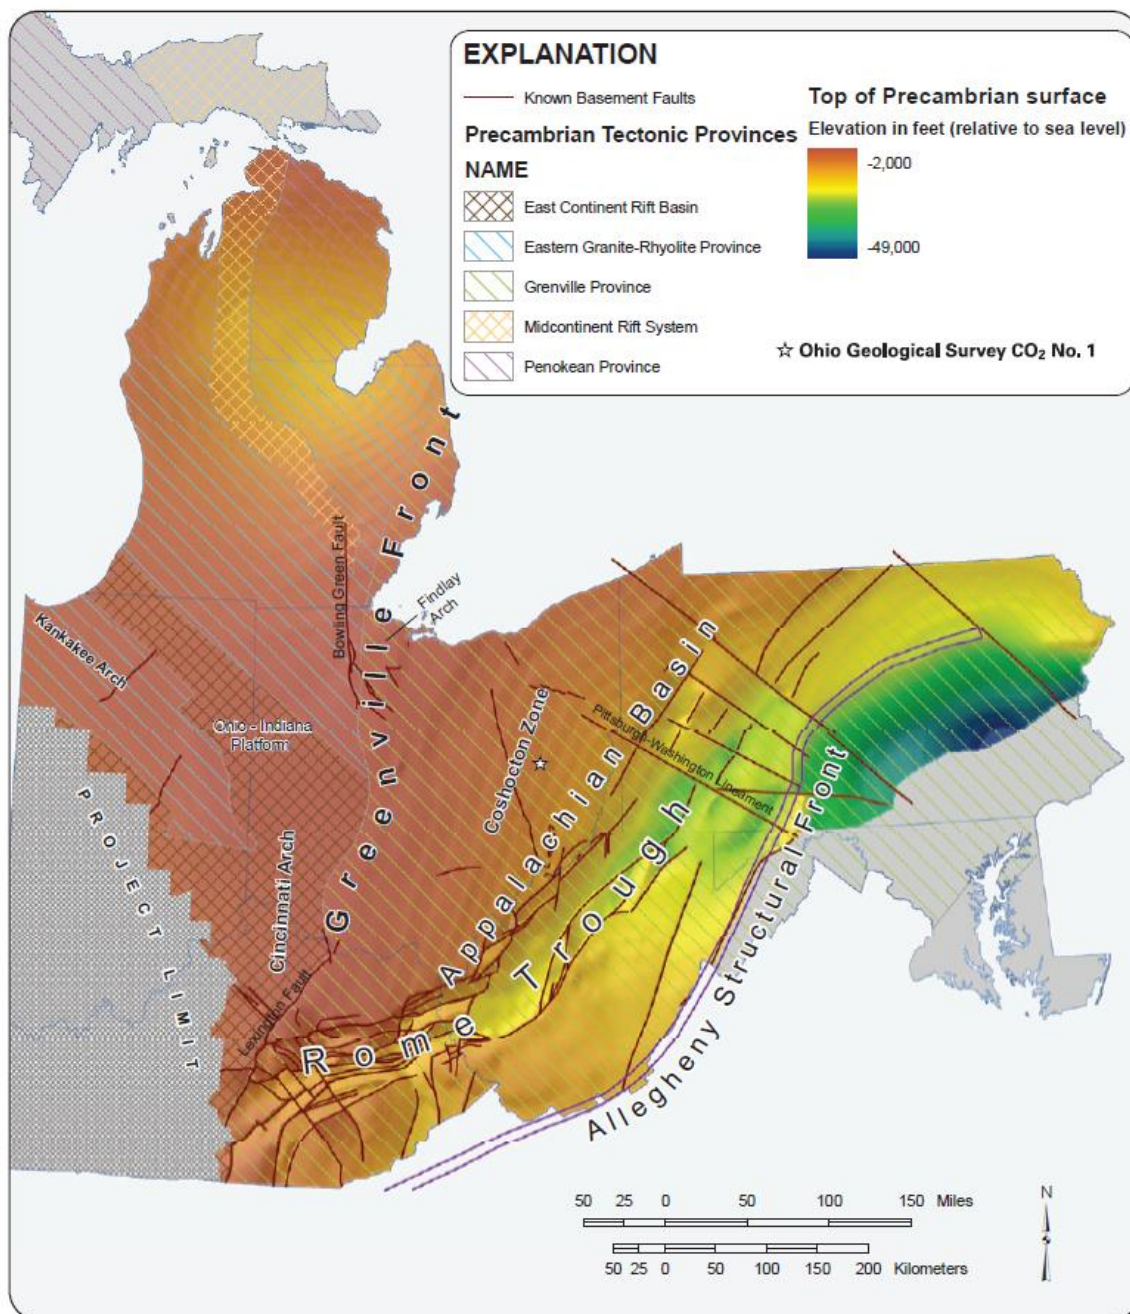 EXPLANATION
Known Basement Faults
Precambrian Tectonic Provinces
NAME
East Continent Rift Basin
Eastern Granite-Rhyolite Province
Grenville Province
Midcontinent Rift System
Penokean Province
Top of Precambrian surface
Elevation in feet (relative to sea level)
-2,000
-49,000
☆ Ohio Geological Survey CO₂ No. 1
Grenville Front
Bowling Green Fault
Findlay
Arch
Kankakee Arch
Ohio - Indiana
Platform
Coshocton Zone
Appalachian Basin
Pittsburgh-Washington Lineament
PROJECT LIMIT
Cincinnati Arch
Lexington Fault
Rome Trough
Allegheny Structural Front
50 25 0 50 100 150 Miles
50 25 0 50 100 150 200 Kilometers
N